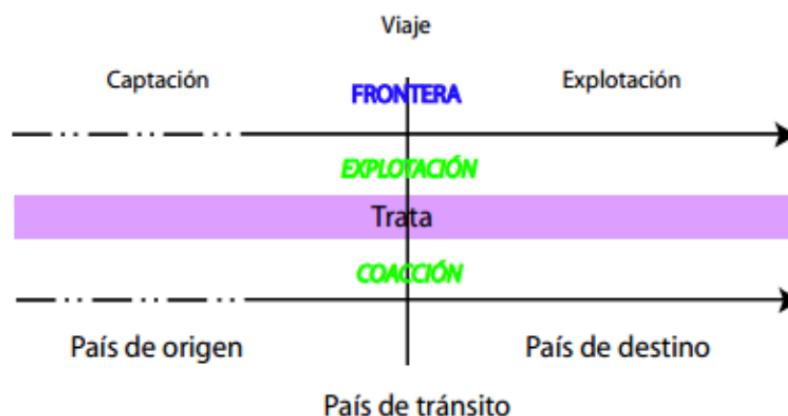 Viaje
Captación
Explotación
FRONTERA
EXPLOTACIÓN
Trata
COACCIÓN
País de origen
País de destino
País de tránsito